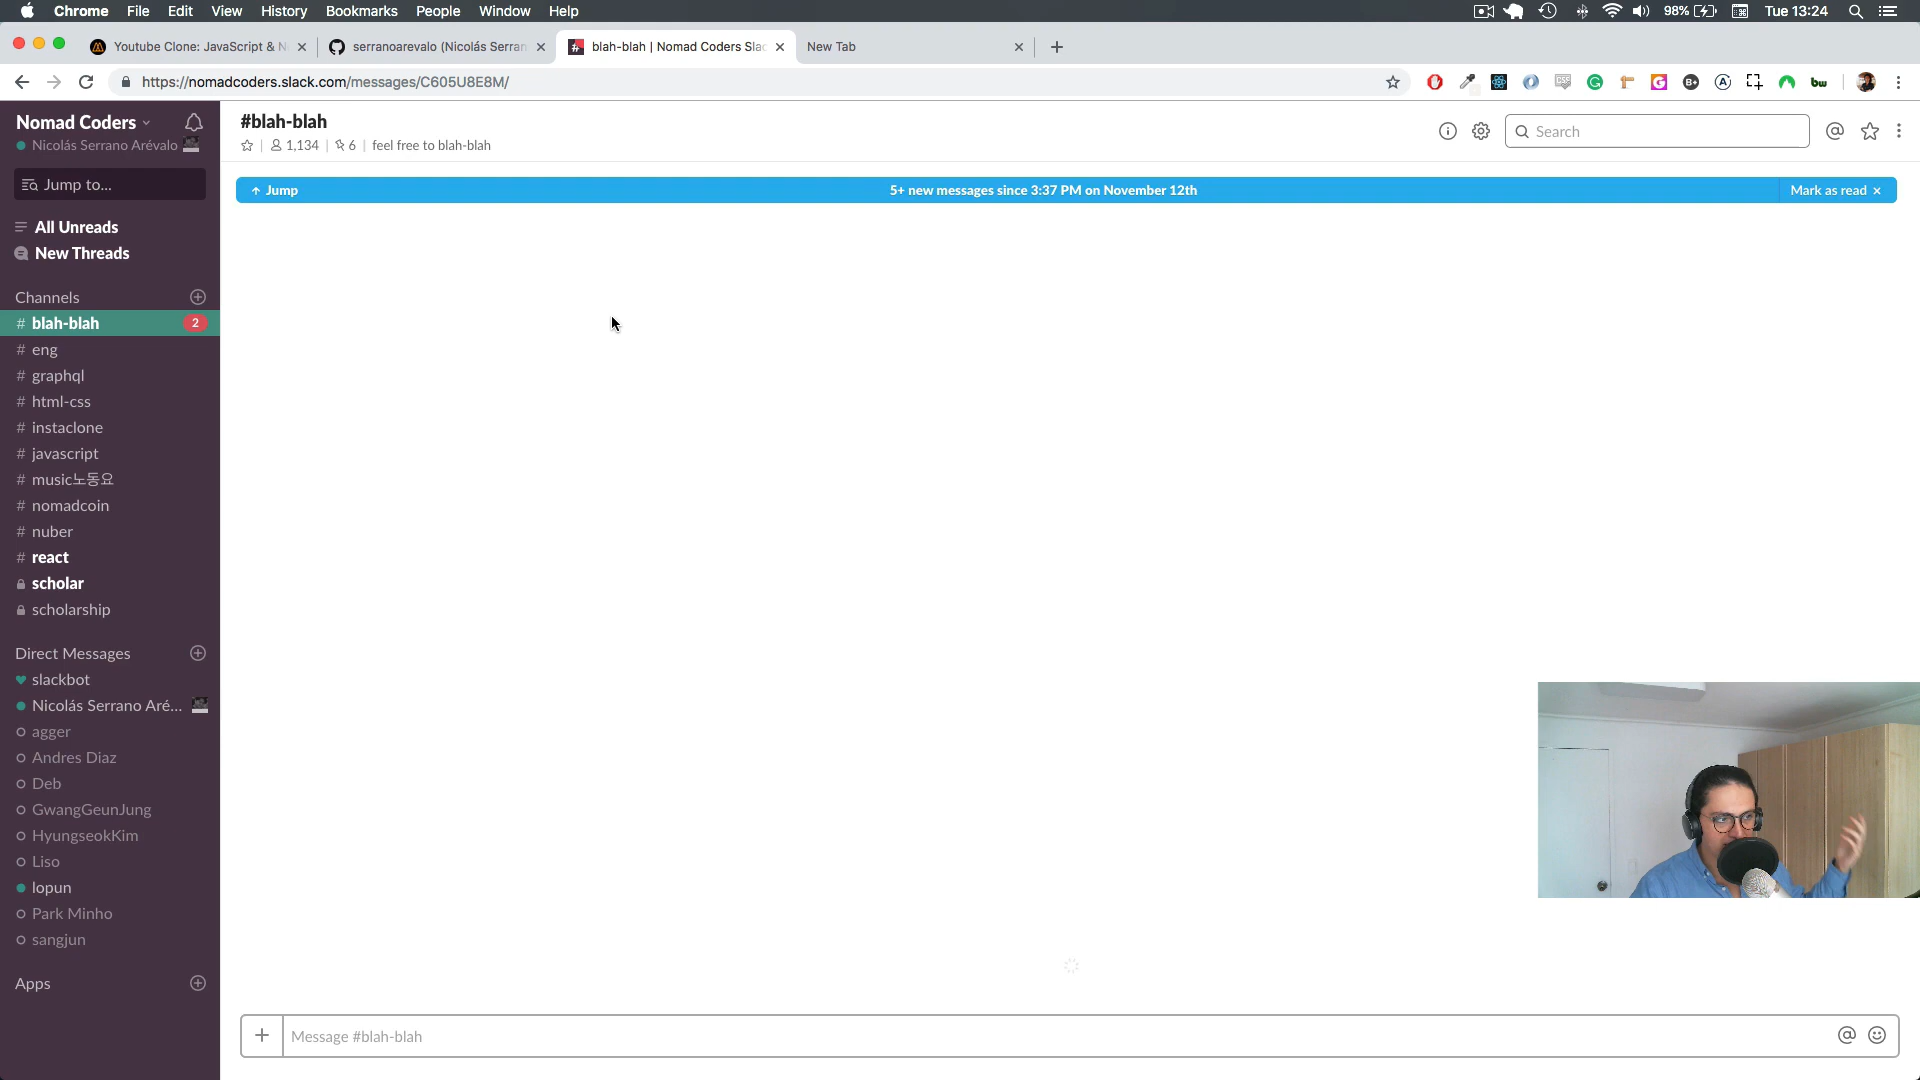 Chrome File Edit View History Bookmarks People Window Help 98% Tue 13:24
Youtube Clone: JavaScript & N
serranoarevalo (Nicolás Serran
blah-blah | Nomad Coders Slac
New Tab
https://nomadcoders.slack.com/messages/C605U8E8M/
Nomad Coders
Nicolás Serrano Arévalo
Jump to...
All Unreads
New Threads
Channels
# blah-blah 2
# eng
# graphql
# html-css
# instaclone
# javascript
# music노동요
# nomadcoin
# nuber
# react
scholar
scholarship
Direct Messages
slackbot
Nicolás Serrano Aré...
agger
Andres Diaz
Deb
GwangGeunJung
HyungseokKim
Liso
lopun
Park Minho
sangjun
Apps
#blah-blah
1,134 | 6 | feel free to blah-blah
Search
Jump
5+ new messages since 3:37 PM on November 12th
Mark as read
Message #blah-blah